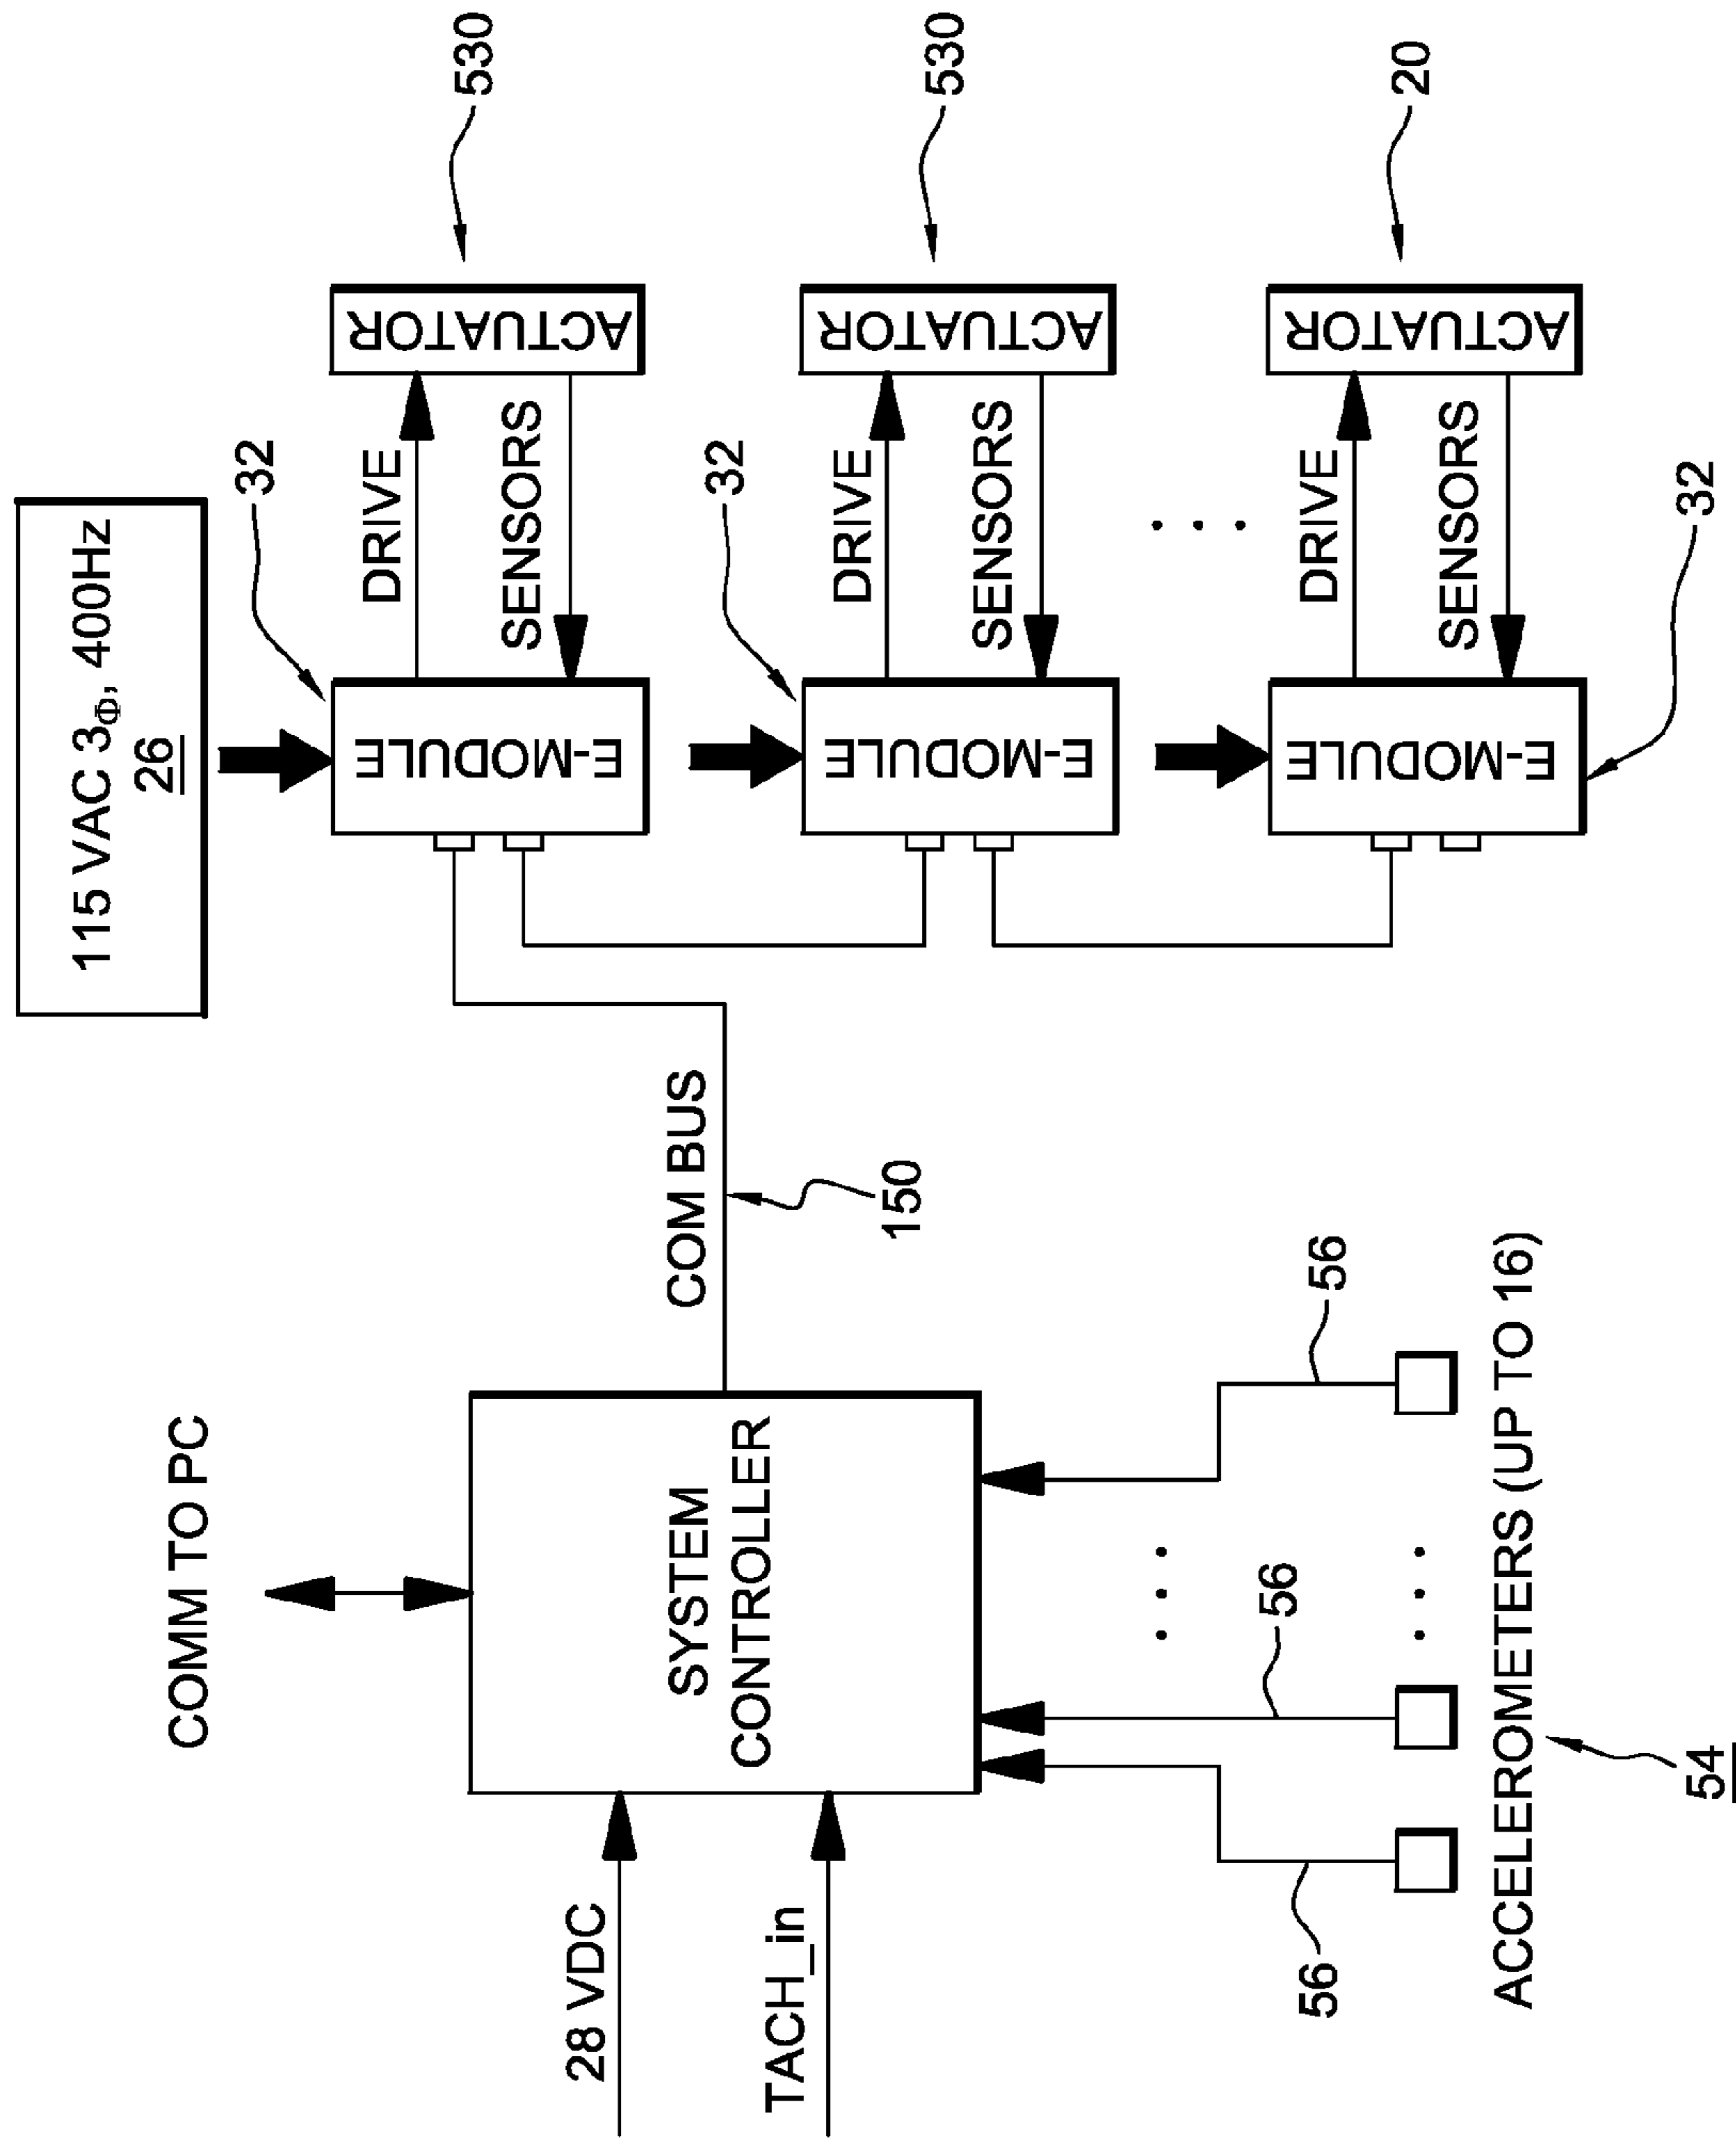 115 VAC 3Φ, 400Hz
26
COMM TO PC
28 VDC
TACH_in
SYSTEM
CONTROLLER
COM BUS
150
32
E-MODULE
DRIVE
SENSORS
ACTUATOR
530
32
E-MODULE
DRIVE
SENSORS
ACTUATOR
530
E-MODULE
32
DRIVE
SENSORS
ACTUATOR
20
56
56
56
ACCELEROMETERS (UP TO 16)
54